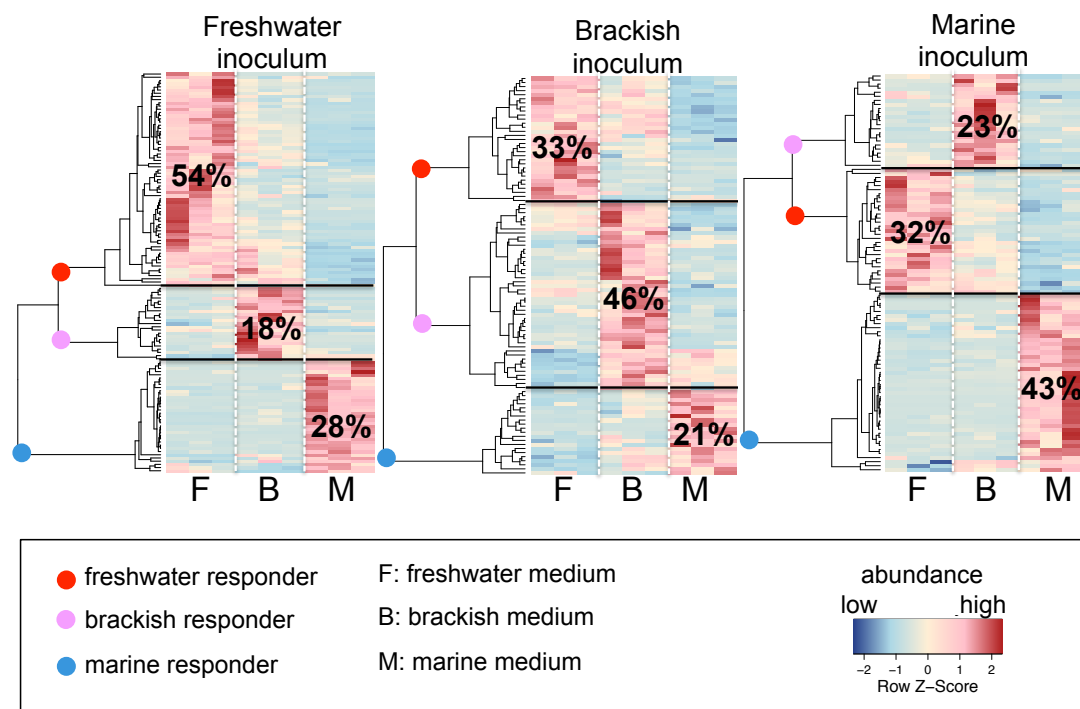 Freshwater
inoculum
Brackish
inoculum
Marine
inoculum
54%
18%
28%
33%
46%
21%
23%
32%
43%
F B M
F B M
F B M
freshwater responder
brackish responder
marine responder
F: freshwater medium
B: brackish medium
M: marine medium
abundance
low high
−2 −1 0 1 2
Row Z−Score